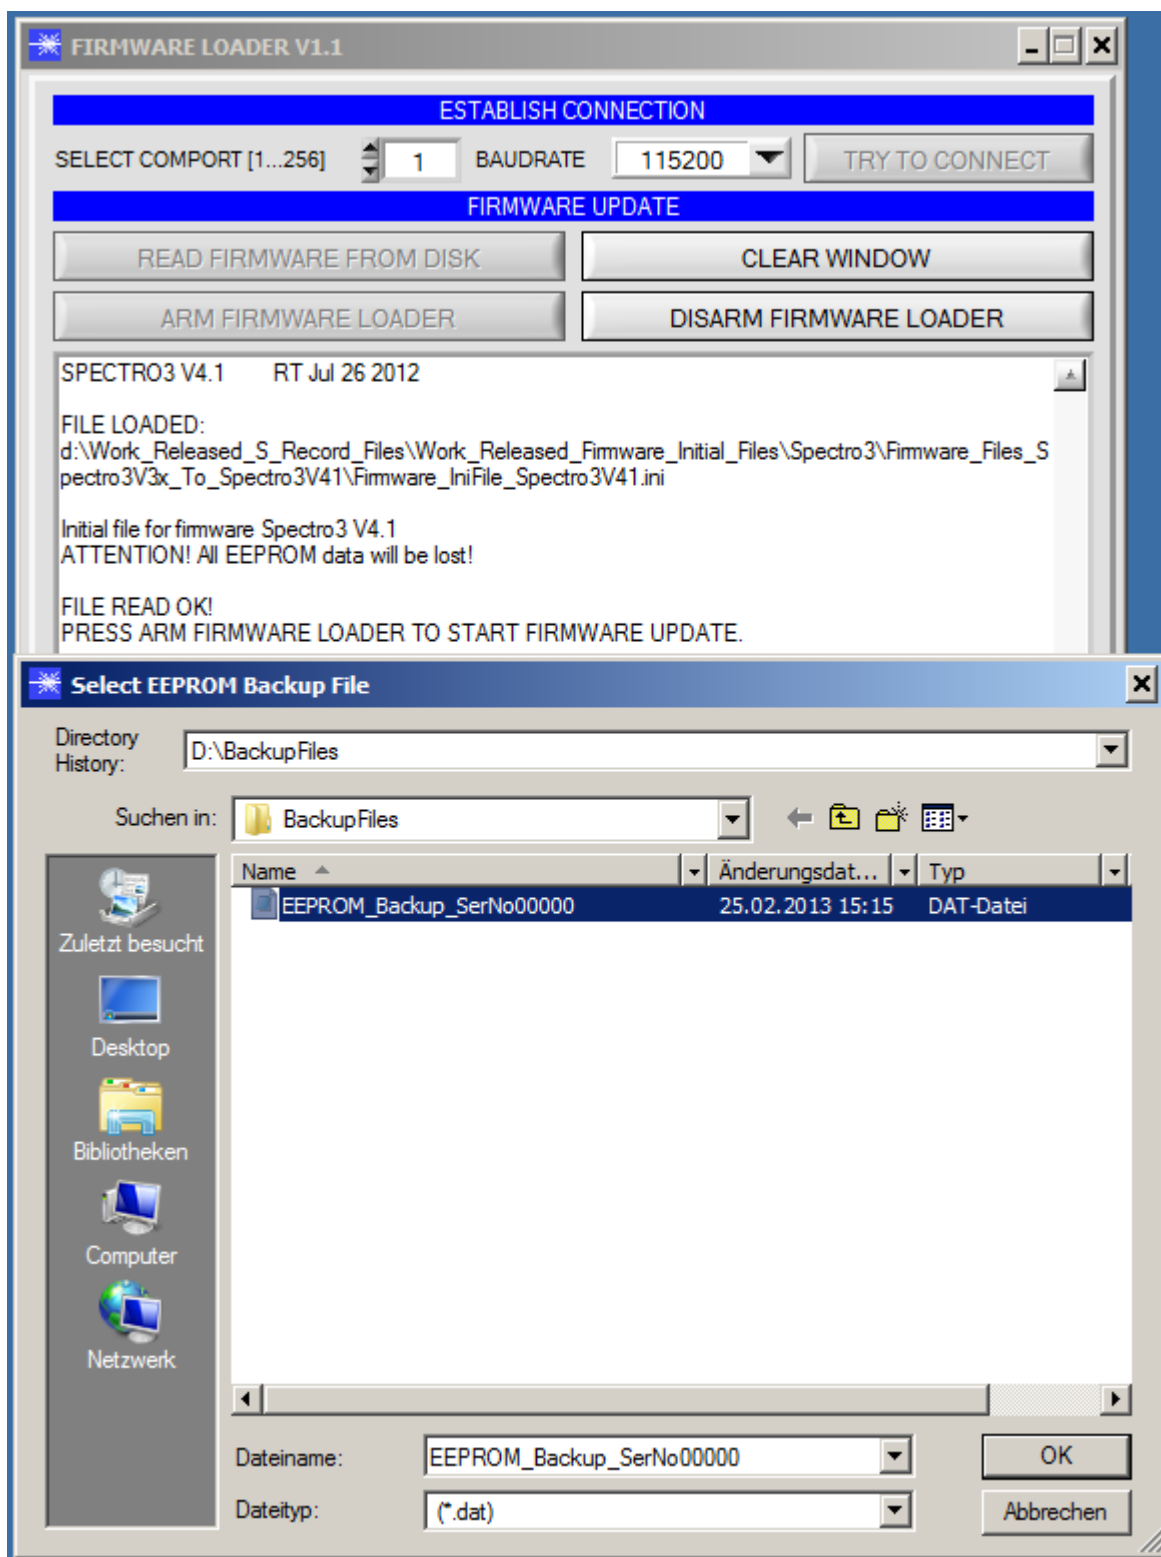 FIRMWARE LOADER V1.1
ESTABLISH CONNECTION
SELECT COMPORT [1...256] 1 BAUDRATE 115200 TRY TO CONNECT
FIRMWARE UPDATE
READ FIRMWARE FROM DISK CLEAR WINDOW
ARM FIRMWARE LOADER DISARM FIRMWARE LOADER
SPECTRO3 V4.1 RT Jul 26 2012
FILE LOADED:
d:\Work_Released_S_Record_Files\Work_Released_Firmware_Initial_Files\Spectro3\Firmware_Files_S
pectro3V3x_To_Spectro3V41\Firmware_IniFile_Spectro3V41.ini
Initial file for firmware Spectro3 V4.1
ATTENTION! All EEPROM data will be lost!
FILE READ OK!
PRESS ARM FIRMWARE LOADER TO START FIRMWARE UPDATE.
Select EEPROM Backup File
Directory
History: D:\BackupFiles
Suchen in: BackupFiles
Name Änderungsdat... Typ
EEPROM_Backup_SerNo00000 25.02.2013 15:15 DAT-Datei
Zuletzt besucht
Desktop
Bibliotheken
Computer
Netzwerk
Dateiname: EEPROM_Backup_SerNo00000 OK
Dateityp: (*.dat) Abbrechen